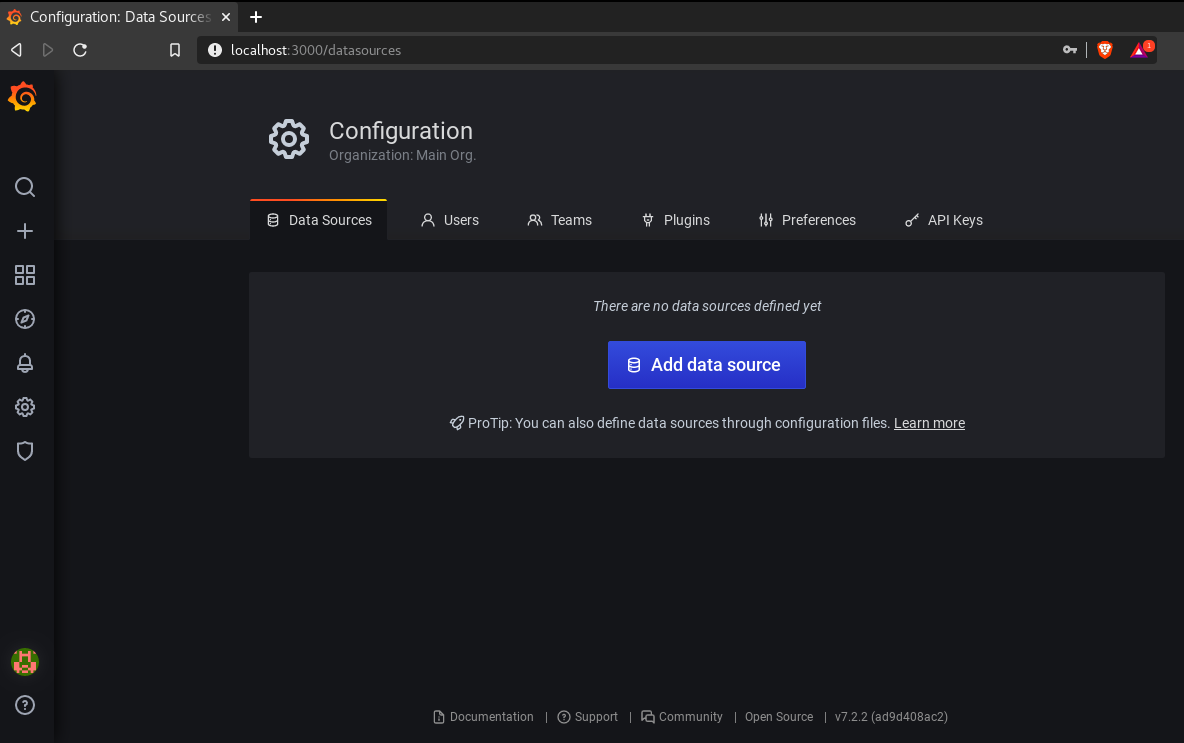 Configuration: Data Sources
localhost:3000/datasources
1
Configuration
Organization: Main Org.
Data Sources Users Teams Plugins Preferences API Keys
There are no data sources defined yet
Add data source
ProTip: You can also define data sources through configuration files. Learn more
Documentation | Support | Community | Open Source | v7.2.2 (ad9d408ac2)